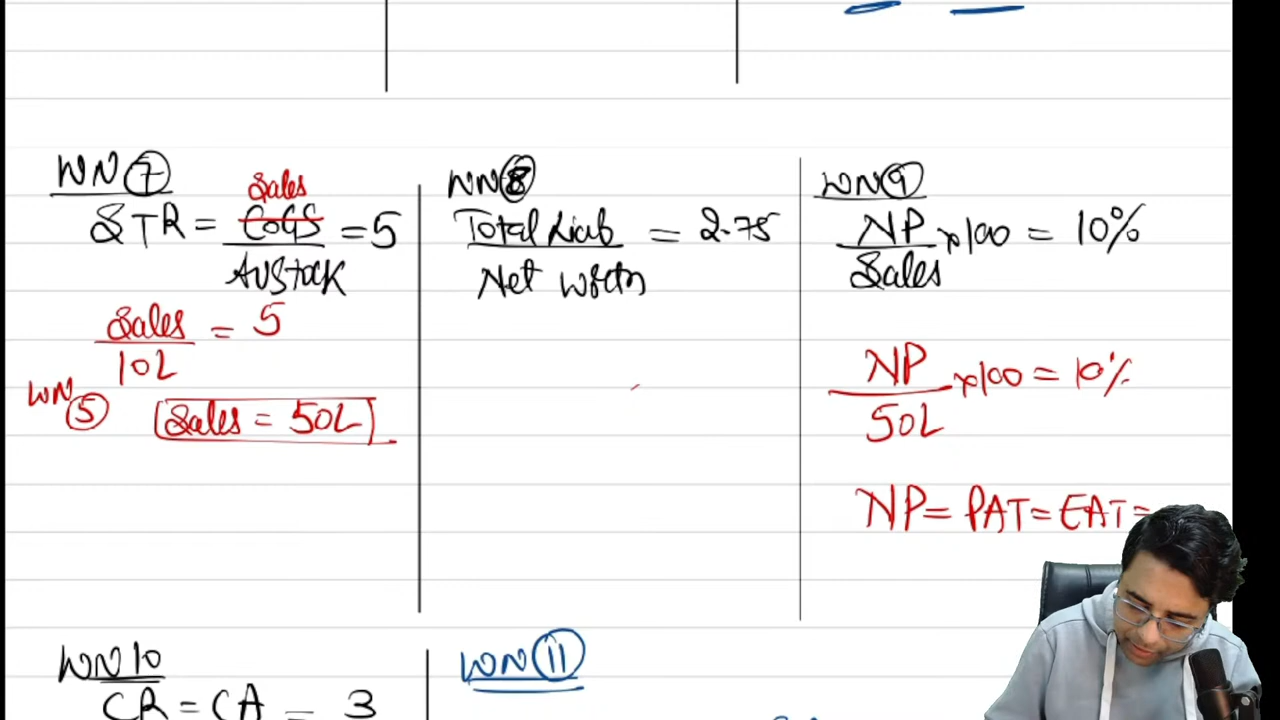 WN 7
Sales
STR = COGS = 5
AvStock
Sales = 5
10L
WN 5
Sales = 50L
WN 8
Total Liab = 2.75
Net worth
WN 9
NP x100 = 10%
Sales
NP x100 = 10%
50L
NP = PAT = EAT =
WN 10
CR = CA = 3
WN 11